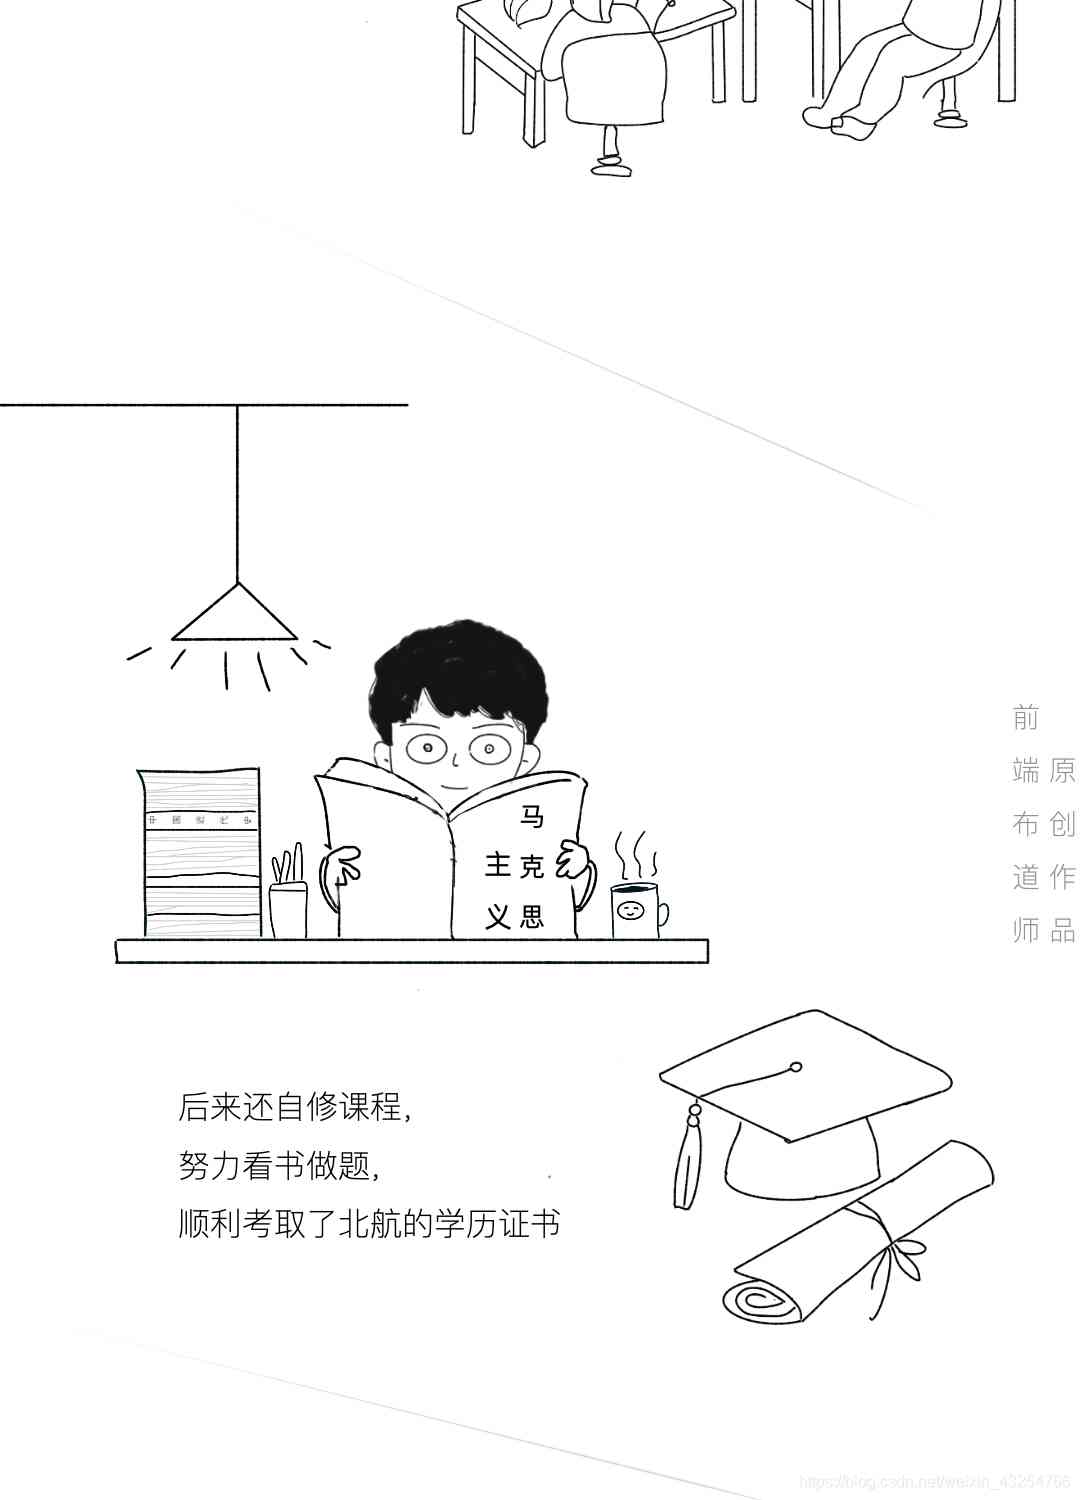 马克思
主义
前端布道师
原创作品
后来还自修课程,
努力看书做题,
顺利考取了北航的学历证书
https://blog.csdn.net/weixin_43254766